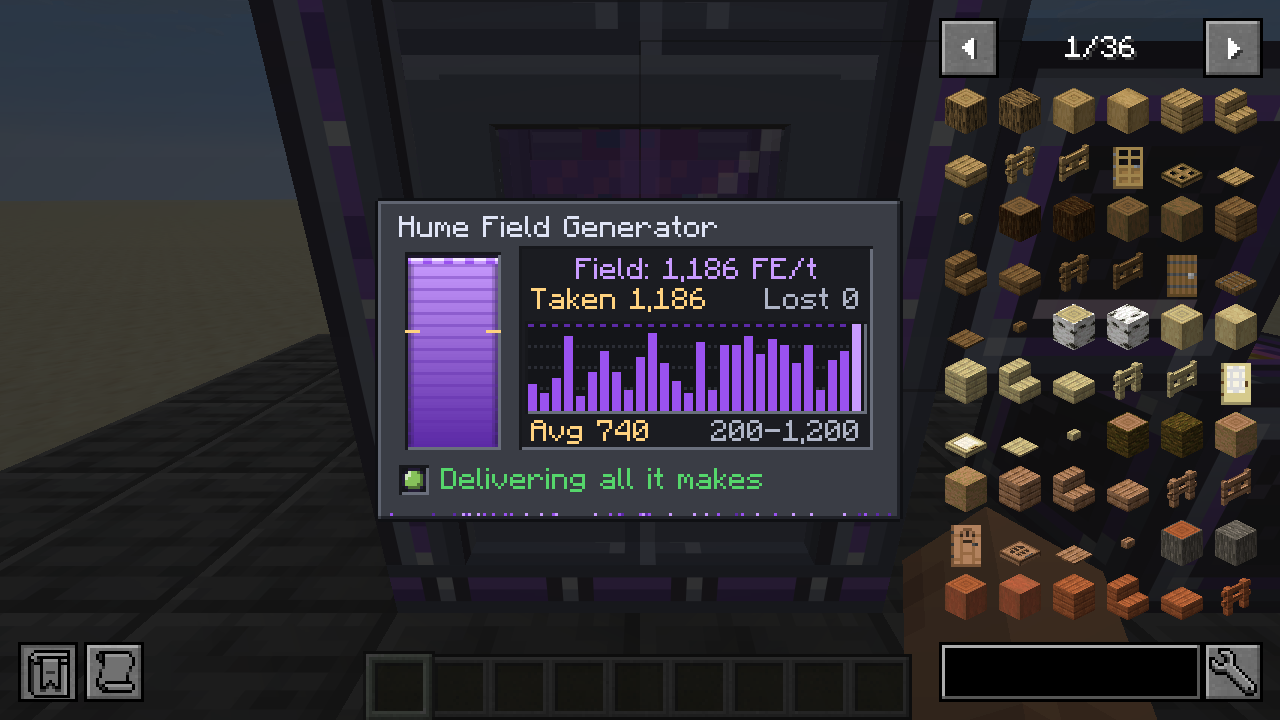 1/36
Hume Field Generator
Field: 1,186 FE/t
Taken 1,186 Lost 0
Avg 740 200-1,200
Delivering all it makes